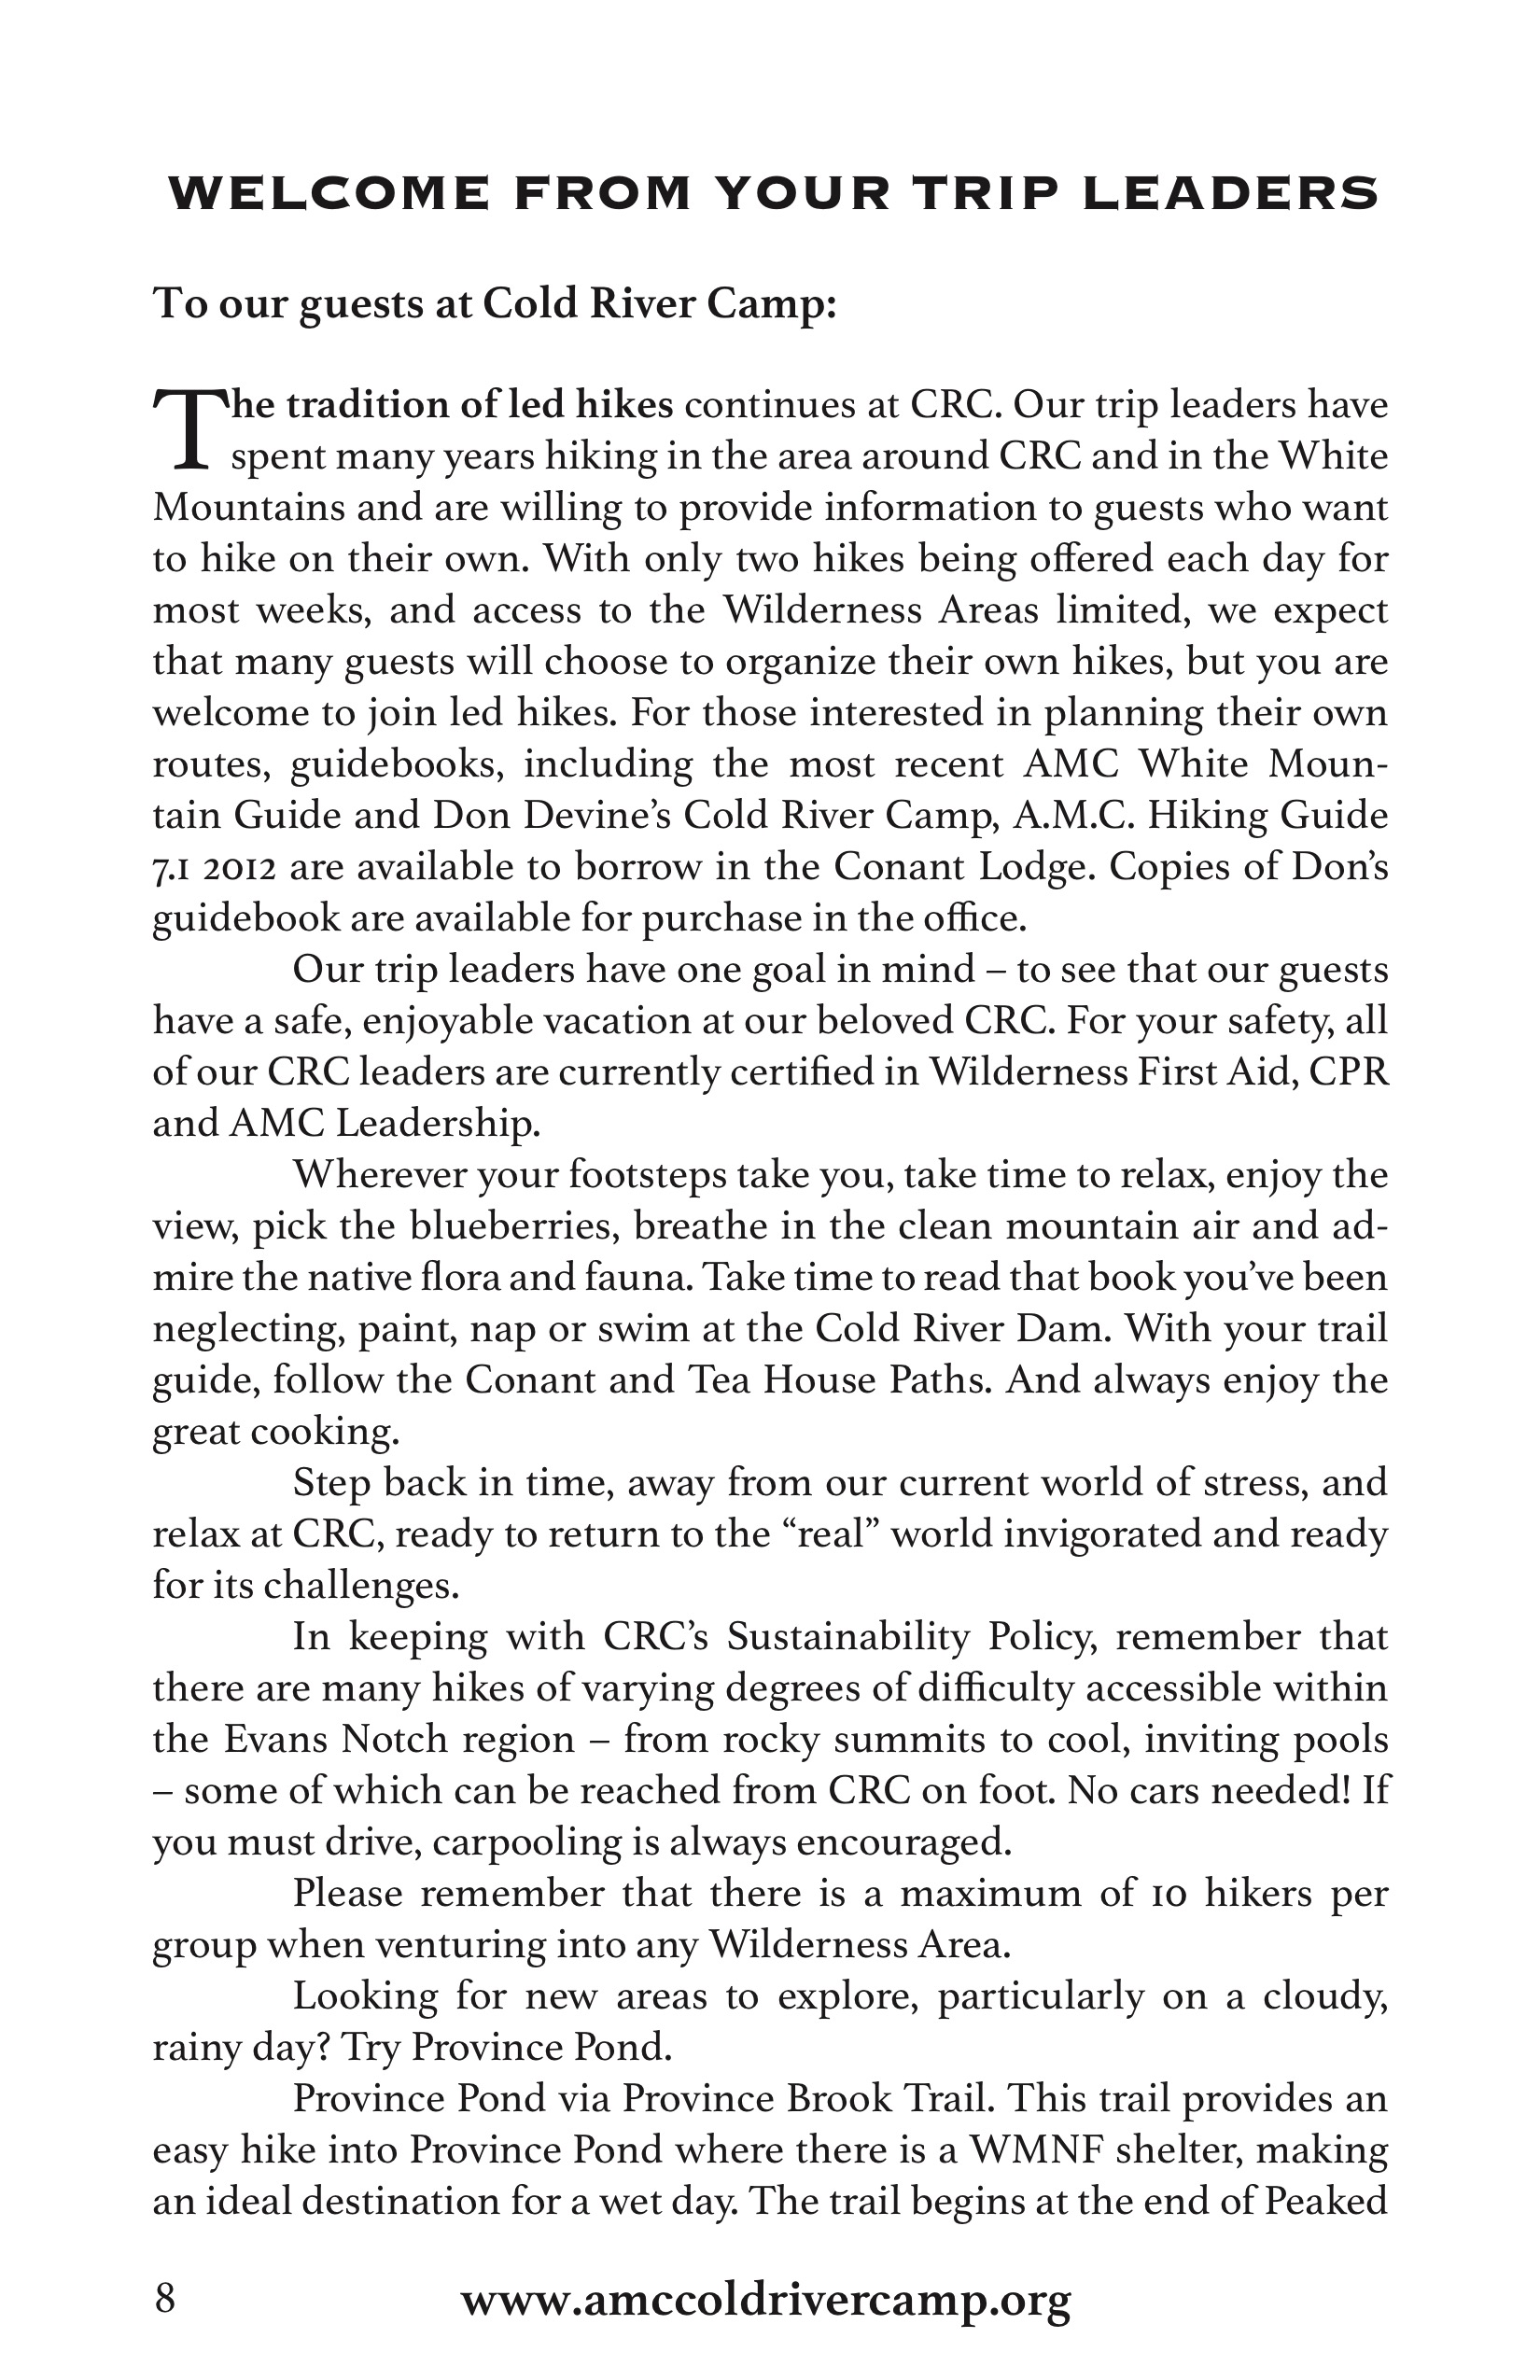 WELCOME FROM YOUR TRIP LEADERS
To our guests at Cold River Camp:
The tradition of led hikes continues at CRC. Our trip leaders have
spent many years hiking in the area around CRC and in the White
Mountains and are willing to provide information to guests who want
to hike on their own. With only two hikes being offered each day for
most weeks, and access to the Wilderness Areas limited, we expect
that many guests will choose to organize their own hikes, but you are
welcome to join led hikes. For those interested in planning their own
routes, guidebooks, including the most recent AMC White Moun-
tain Guide and Don Devine’s Cold River Camp, A.M.C. Hiking Guide
7.1 2012 are available to borrow in the Conant Lodge. Copies of Don’s
guidebook are available for purchase in the office.
Our trip leaders have one goal in mind – to see that our guests
have a safe, enjoyable vacation at our beloved CRC. For your safety, all
of our CRC leaders are currently certified in Wilderness First Aid, CPR
and AMC Leadership.
Wherever your footsteps take you, take time to relax, enjoy the
view, pick the blueberries, breathe in the clean mountain air and ad-
mire the native flora and fauna. Take time to read that book you’ve been
neglecting, paint, nap or swim at the Cold River Dam. With your trail
guide, follow the Conant and Tea House Paths. And always enjoy the
great cooking.
Step back in time, away from our current world of stress, and
relax at CRC, ready to return to the “real” world invigorated and ready
for its challenges.
In keeping with CRC’s Sustainability Policy, remember that
there are many hikes of varying degrees of difficulty accessible within
the Evans Notch region – from rocky summits to cool, inviting pools
– some of which can be reached from CRC on foot. No cars needed! If
you must drive, carpooling is always encouraged.
Please remember that there is a maximum of 10 hikers per
group when venturing into any Wilderness Area.
Looking for new areas to explore, particularly on a cloudy,
rainy day? Try Province Pond.
Province Pond via Province Brook Trail. This trail provides an
easy hike into Province Pond where there is a WMNF shelter, making
an ideal destination for a wet day. The trail begins at the end of Peaked
8 www.amccoldrivercamp.org